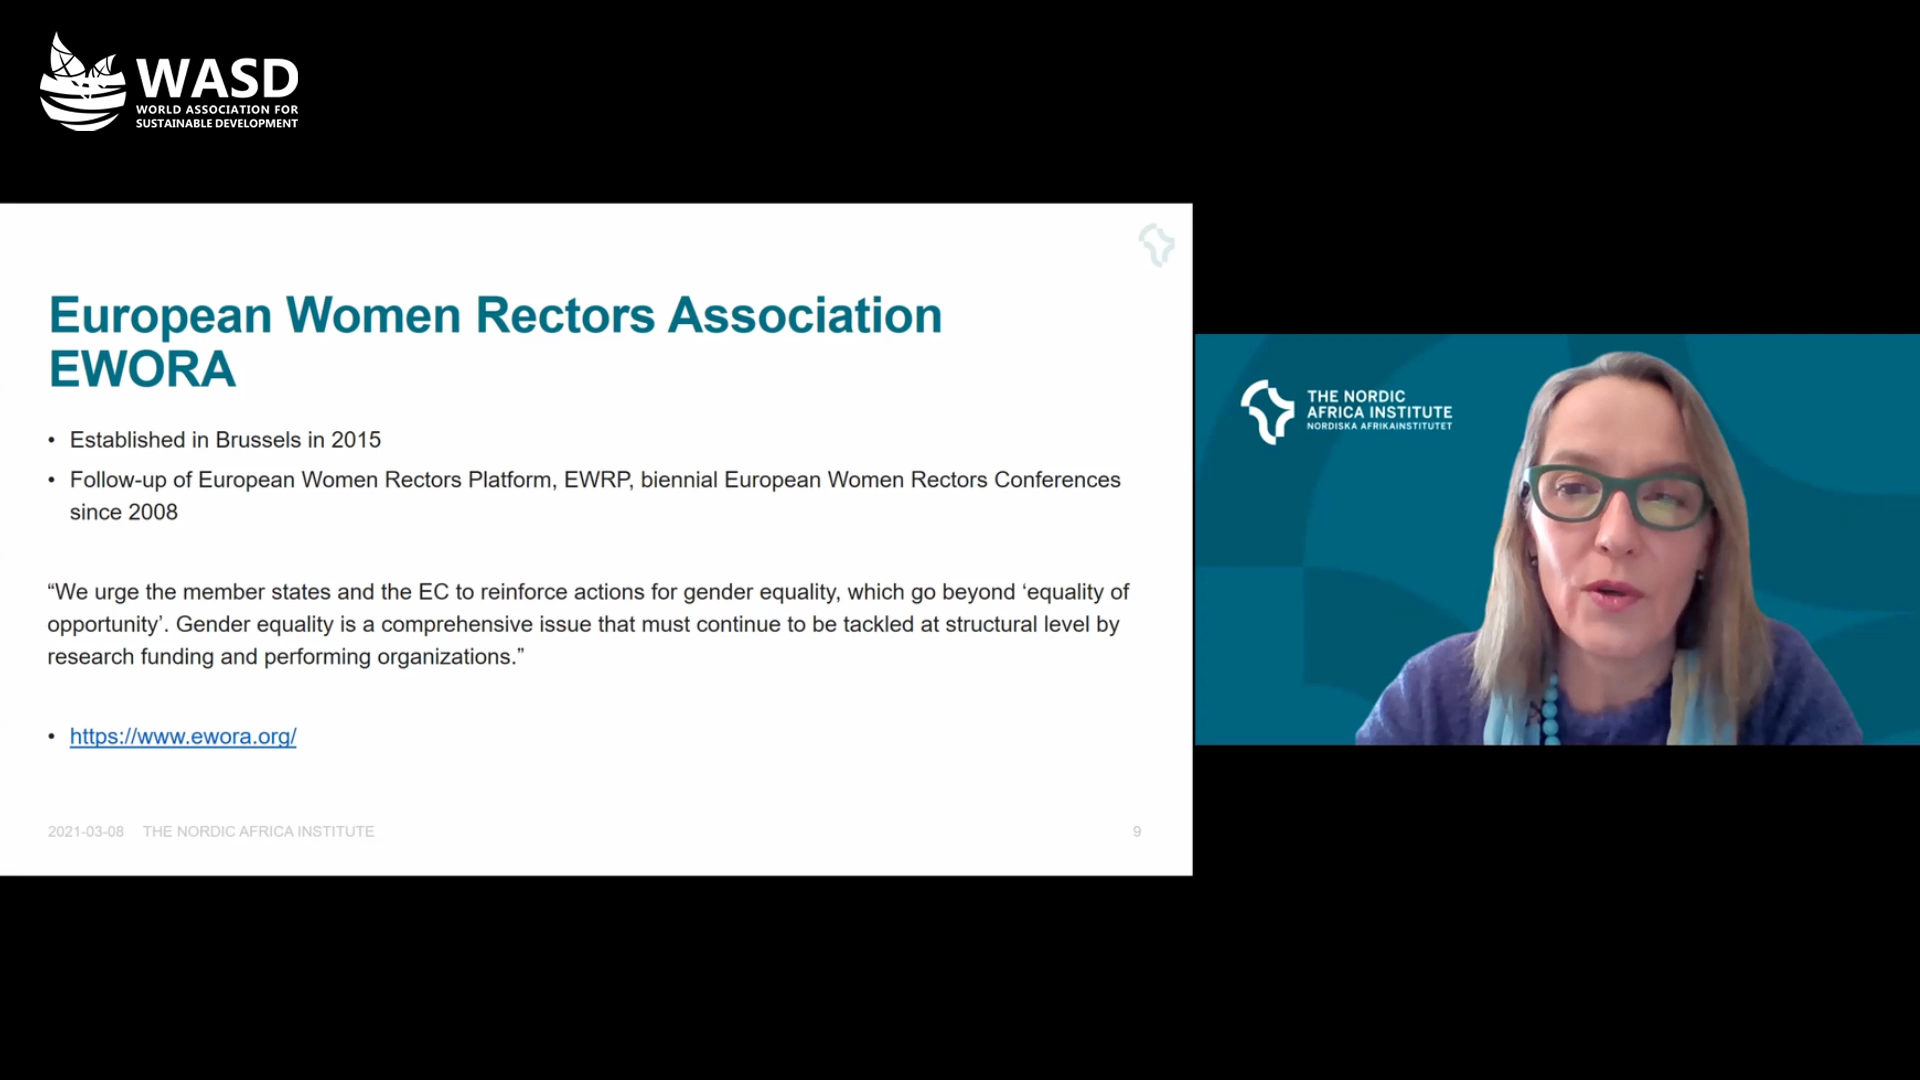 WASD
WORLD ASSOCIATION FOR
SUSTAINABLE DEVELOPMENT
European Women Rectors Association
EWORA
• Established in Brussels in 2015
• Follow-up of European Women Rectors Platform, EWRP, biennial European Women Rectors Conferences
since 2008
“We urge the member states and the EC to reinforce actions for gender equality, which go beyond ‘equality of
opportunity’. Gender equality is a comprehensive issue that must continue to be tackled at structural level by
research funding and performing organizations.”
• https://www.ewora.org/
2021-03-08 THE NORDIC AFRICA INSTITUTE 9
THE NORDIC
AFRICA INSTITUTE
NORDISKA AFRIKAINSTITUTET